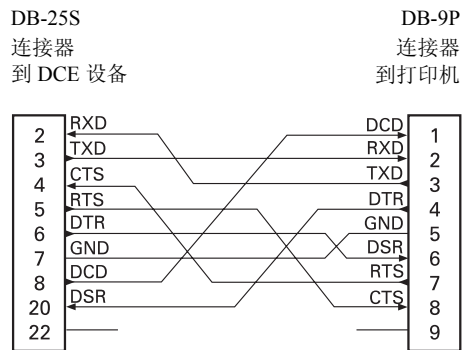 DB-25S
连接器
到 DCE 设备
DB-9P
连接器
到打印机
2 RXD
3 TXD
4 CTS
5 RTS
6 DTR
7 GND
8 DCD
20 DSR
22
DCD 1
RXD 2
TXD 3
DTR 4
GND 5
DSR 6
RTS 7
CTS 8
9